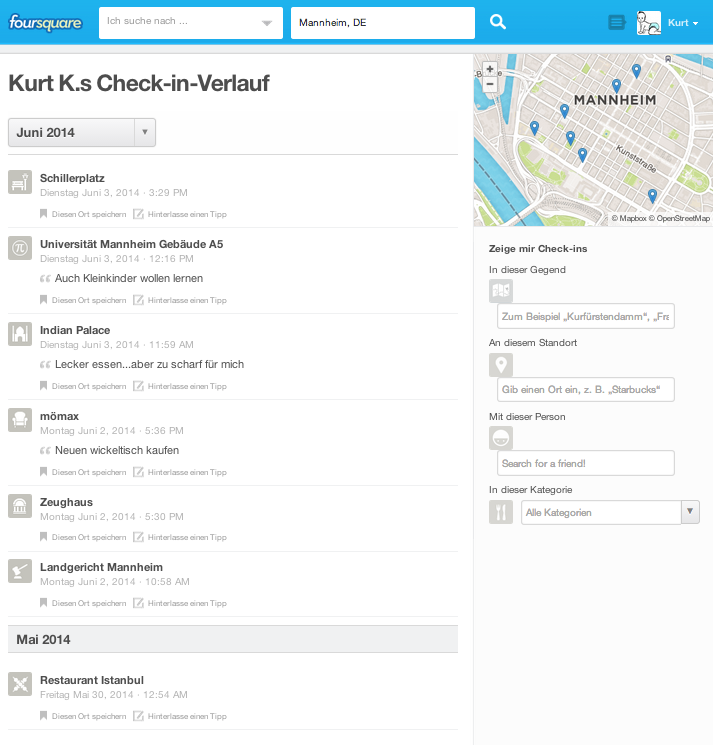 foursquare
Ich suche nach ...
Mannheim, DE
Kurt
Kurt K.s Check-in-Verlauf
Juni 2014
Schillerplatz
Dienstag Juni 3, 2014 · 3:29 PM
Diesen Ort speichern Hinterlasse einen Tipp
Universität Mannheim Gebäude A5
Dienstag Juni 3, 2014 · 12:16 PM
Auch Kleinkinder wollen lernen
Diesen Ort speichern Hinterlasse einen Tipp
Indian Palace
Dienstag Juni 3, 2014 · 11:59 AM
Lecker essen...aber zu scharf für mich
Diesen Ort speichern Hinterlasse einen Tipp
mömax
Montag Juni 2, 2014 · 5:36 PM
Neuen wickeltisch kaufen
Diesen Ort speichern Hinterlasse einen Tipp
Zeughaus
Montag Juni 2, 2014 · 5:30 PM
Diesen Ort speichern Hinterlasse einen Tipp
Landgericht Mannheim
Montag Juni 2, 2014 · 10:58 AM
Diesen Ort speichern Hinterlasse einen Tipp
Mai 2014
Restaurant Istanbul
Freitag Mai 30, 2014 · 12:54 AM
Diesen Ort speichern Hinterlasse einen Tipp
+
−
MANNHEIM
Kunststraße
© Mapbox © OpenStreetMap
Zeige mir Check-ins
In dieser Gegend
Zum Beispiel „Kurfürstendamm“, „Fra
An diesem Standort
Gib einen Ort ein, z. B. „Starbucks“
Mit dieser Person
Search for a friend!
In dieser Kategorie
Alle Kategorien